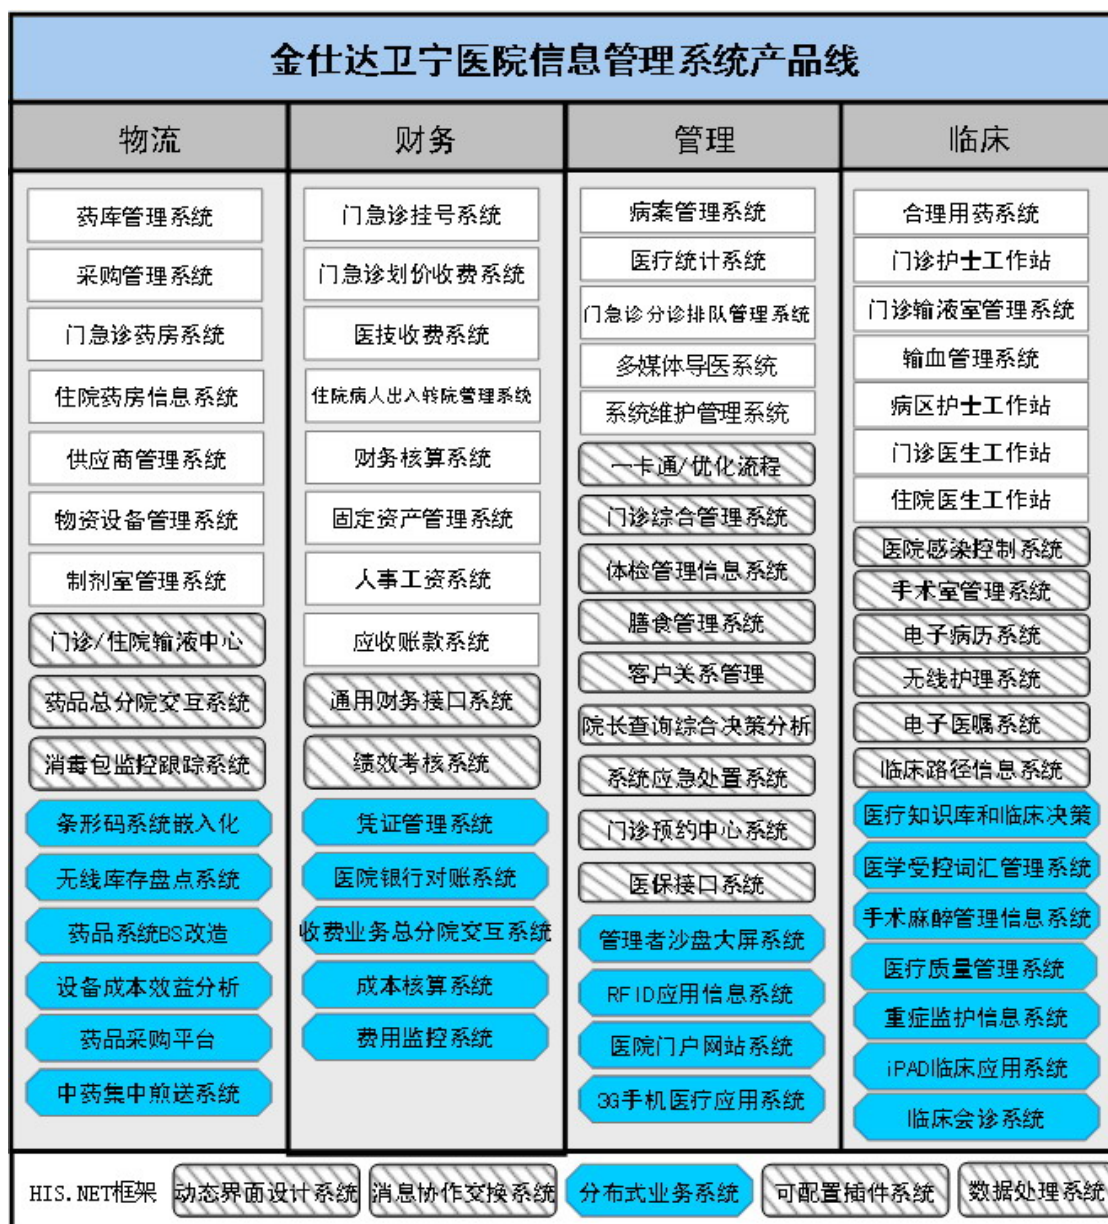 金仕达卫宁医院信息管理系统产品线
物流
财务
管理
临床
药库管理系统
采购管理系统
门急诊药房系统
住院药房信息系统
供应商管理系统
物资设备管理系统
制剂室管理系统
门诊/住院输液中心
药品总分院交互系统
消毒包监控跟踪系统
条形码系统嵌入化
无线库存盘点系统
药品系统BS改造
设备成本效益分析
药品采购平台
中药集中煎送系统
门急诊挂号系统
门急诊划价收费系统
医技收费系统
住院病人出入转院管理系统
财务核算系统
固定资产管理系统
人事工资系统
应收账款系统
通用财务接口系统
绩效考核系统
凭证管理系统
医院银行对账系统
收费业务总分院交互系统
成本核算系统
费用监控系统
病案管理系统
医疗统计系统
门急诊分诊排队管理系统
多媒体导医系统
系统维护管理系统
一卡通/优化流程
门诊综合管理系统
体检管理信息系统
膳食管理系统
客户关系管理
院长查询综合决策分析
系统应急处置系统
门诊预约中心系统
医保接口系统
管理者沙盘大屏系统
RFID应用信息系统
医院门户网站系统
3G手机医疗应用系统
合理用药系统
门诊护士工作站
门诊输液室管理系统
输血管理系统
病区护士工作站
门诊医生工作站
住院医生工作站
医院感染控制系统
手术室管理系统
电子病历系统
无线护理系统
电子医嘱系统
临床路径信息系统
医疗知识库和临床决策
医学受控词汇管理系统
手术麻醉管理信息系统
医疗质量管理系统
重症监护信息系统
iPAD临床应用系统
临床会诊系统
HIS.NET框架
动态界面设计系统
消息协作交换系统
分布式业务系统
可配置插件系统
数据处理系统